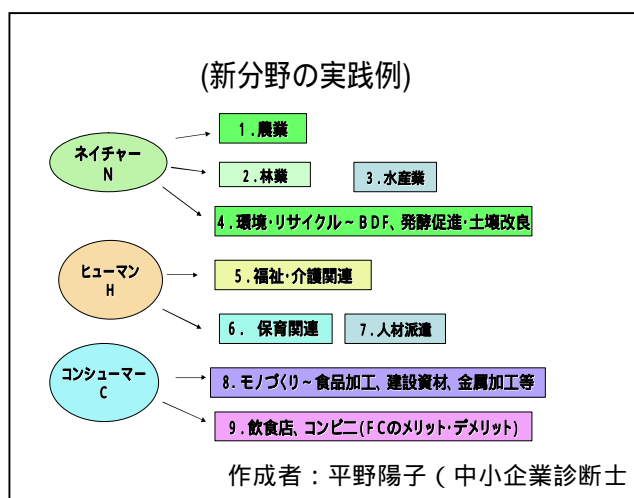 (新分野の実践例)
1.農業
ネイチャー
N
2.林業
3.水産業
4.環境・リサイクル～BDF、発酵促進・土壌改良
ヒューマン
H
5.福祉・介護関連
6. 保育関連
7.人材派遣
コンシューマー
C
8.モノづくり～食品加工、建設資材、金属加工等
9.飲食店、コンビニ(FCのメリット・デメリット)
作成者：平野陽子（中小企業診断士